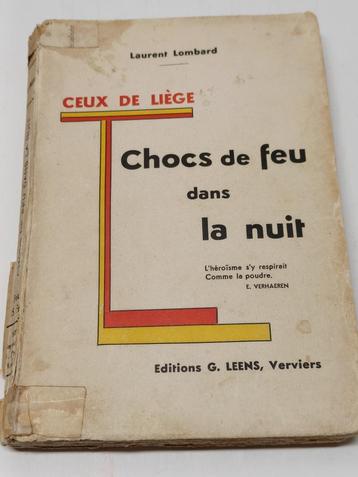 Laurent Lombard
CEUX DE LIÈGE
Chocs de feu
dans
la nuit
L'héroïsme s'y respirait
Comme la poudre.
E. VERHAEREN
Editions G. LEENS, Verviers